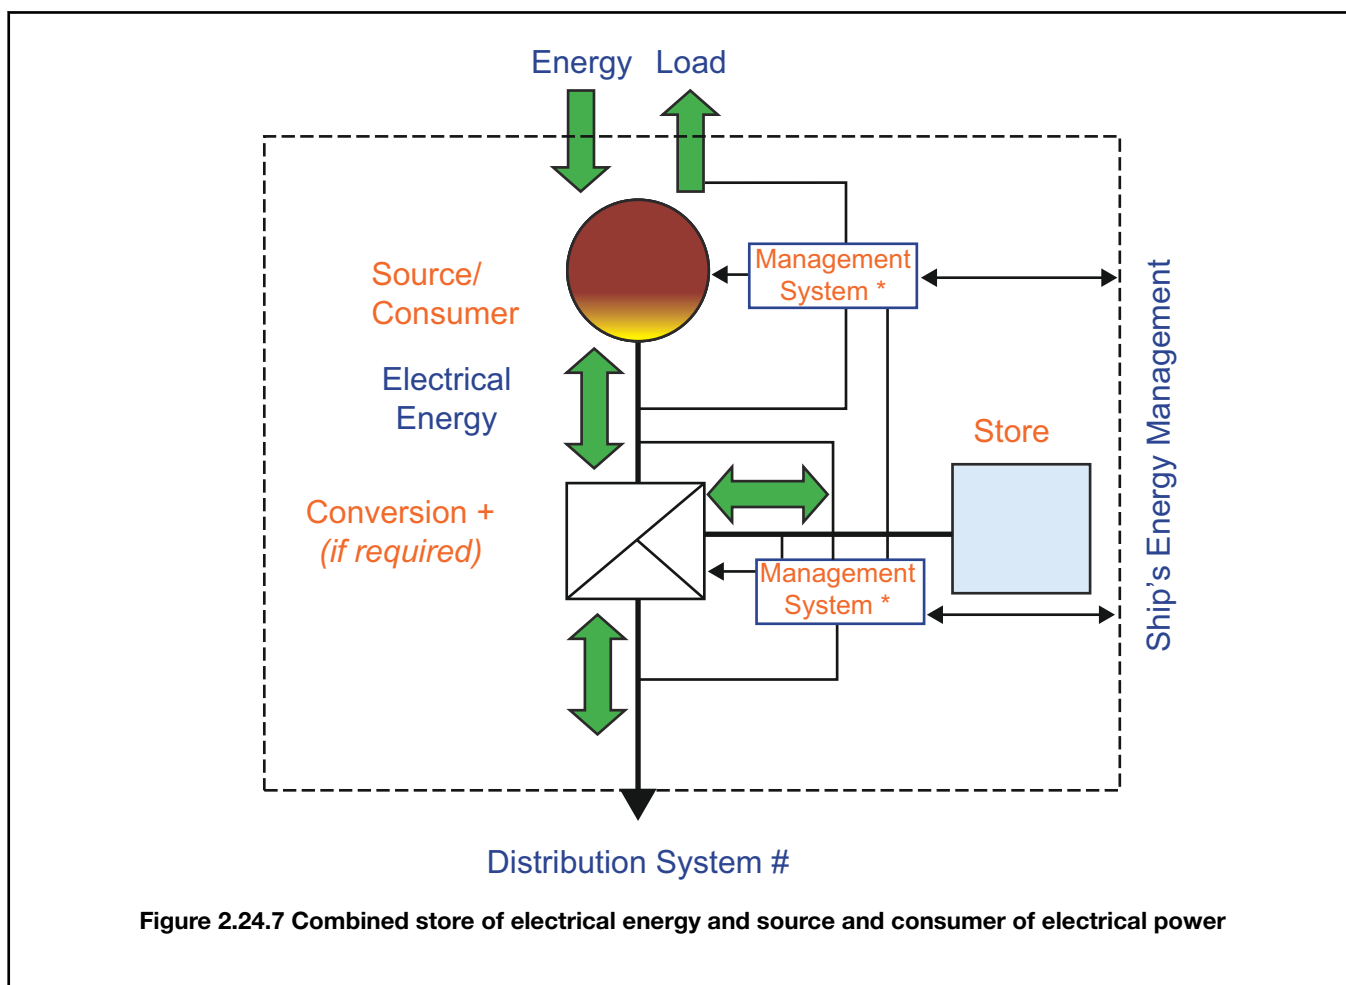 Energy Load
Management
System *
Source/
Consumer
Electrical
Energy
Store
Conversion +
(if required)
Management
System *
Ship's Energy Management
Distribution System #
Figure 2.24.7 Combined store of electrical energy and source and consumer of electrical power